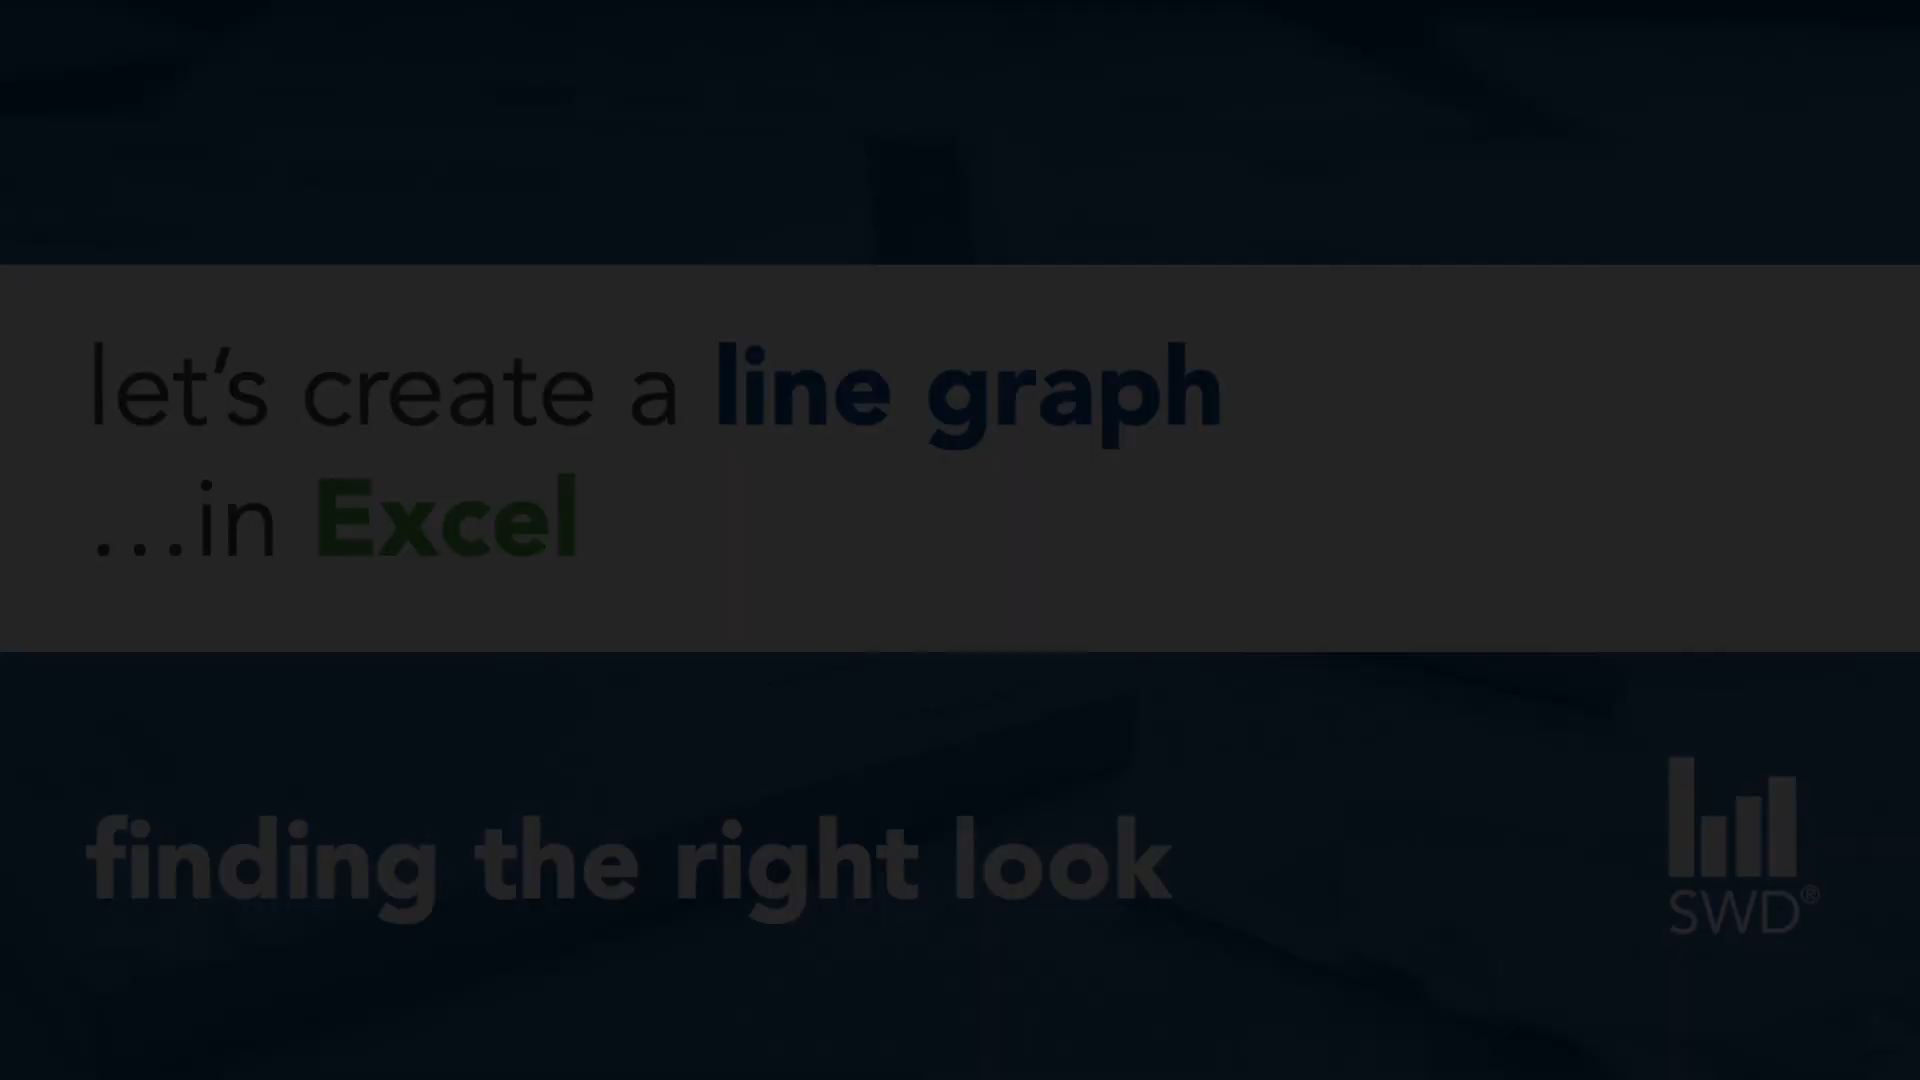 let’s create a line graph
…in Excel
finding the right look
SWD®